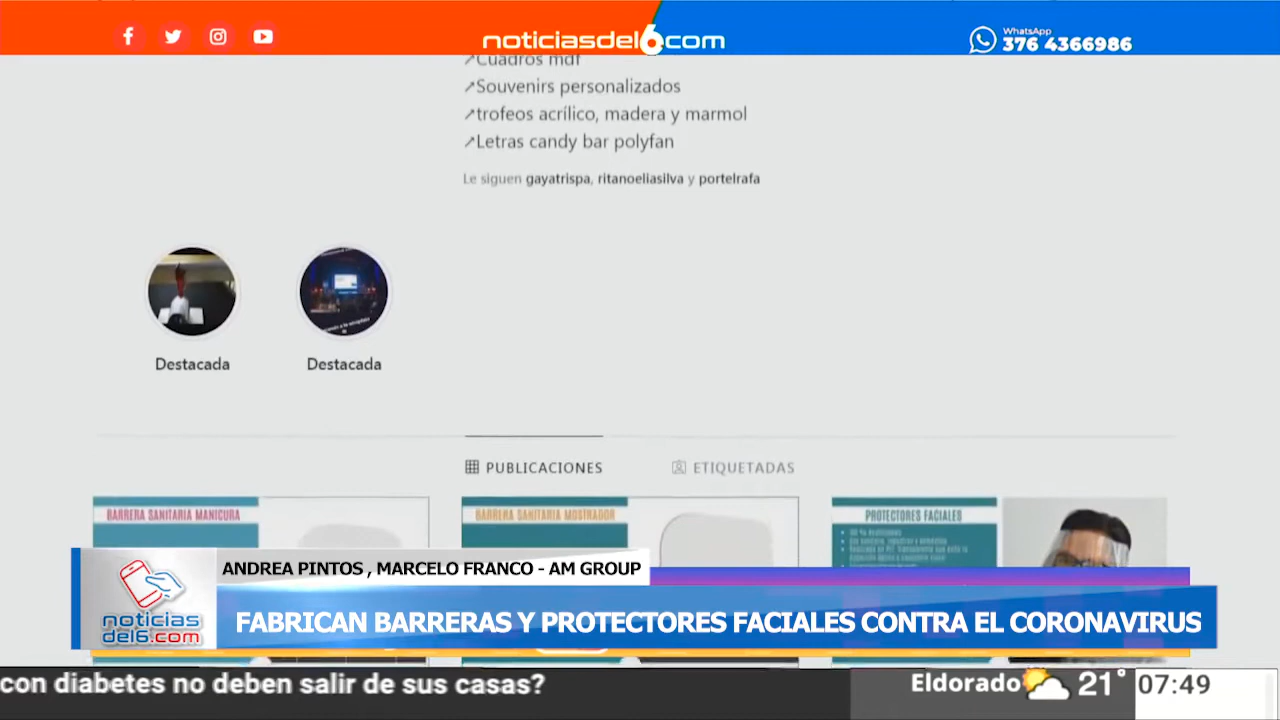 noticiasdel6.com
WhatsApp
376 4366986
↗Cuadros mdf
↗Souvenirs personalizados
↗trofeos acrílico, madera y marmol
↗Letras candy bar polyfan
Le siguen gayatrispa, ritanoeliasilva y portelrafa
Destacada
Destacada
PUBLICACIONES
ETIQUETADAS
BARRERA SANITARIA MANICURA
BARRERA SANITARIA MOSTRADOR
PROTECTORES FACIALES
ANDREA PINTOS , MARCELO FRANCO - AM GROUP
noticias
del6.com
FABRICAN BARRERAS Y PROTECTORES FACIALES CONTRA EL CORONAVIRUS
con diabetes no deben salir de sus casas?
Eldorado
21°
07:49